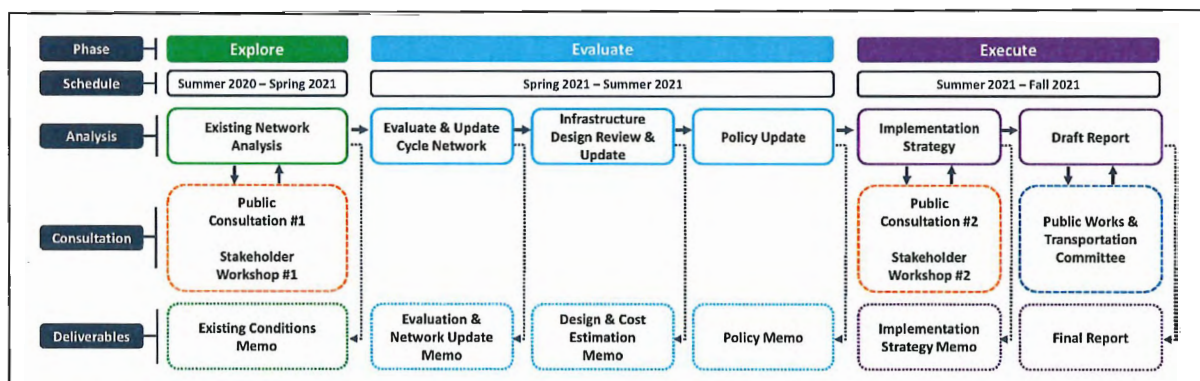 Phase
Explore
Evaluate
Execute
Schedule
Summer 2020 – Spring 2021
Spring 2021 – Summer 2021
Summer 2021 – Fall 2021
Analysis
Existing Network
Analysis
Evaluate & Update
Cycle Network
Infrastructure
Design Review &
Update
Policy Update
Implementation
Strategy
Draft Report
Consultation
Public
Consultation #1
Stakeholder
Workshop #1
Public
Consultation #2
Stakeholder
Workshop #2
Public Works &
Transportation
Committee
Deliverables
Existing Conditions
Memo
Evaluation &
Network Update
Memo
Design & Cost
Estimation
Memo
Policy Memo
Implementation
Strategy Memo
Final Report